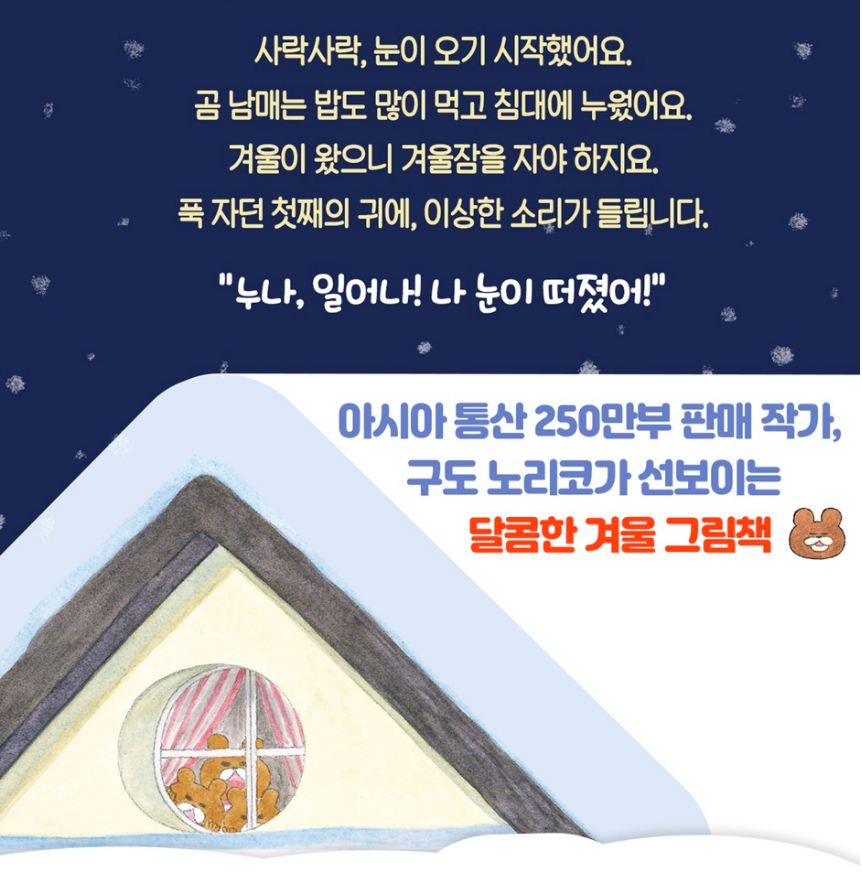 사락사락, 눈이 오기 시작했어요.
곰 남매는 밥도 많이 먹고 침대에 누웠어요.
겨울이 왔으니 겨울잠을 자야 하지요.
푹 자던 첫째의 귀에, 이상한 소리가 들립니다.
"누나, 일어나! 나 눈이 떠졌어!"
아시아 통산 250만부 판매 작가,
구도 노리코가 선보이는
달콤한 겨울 그림책